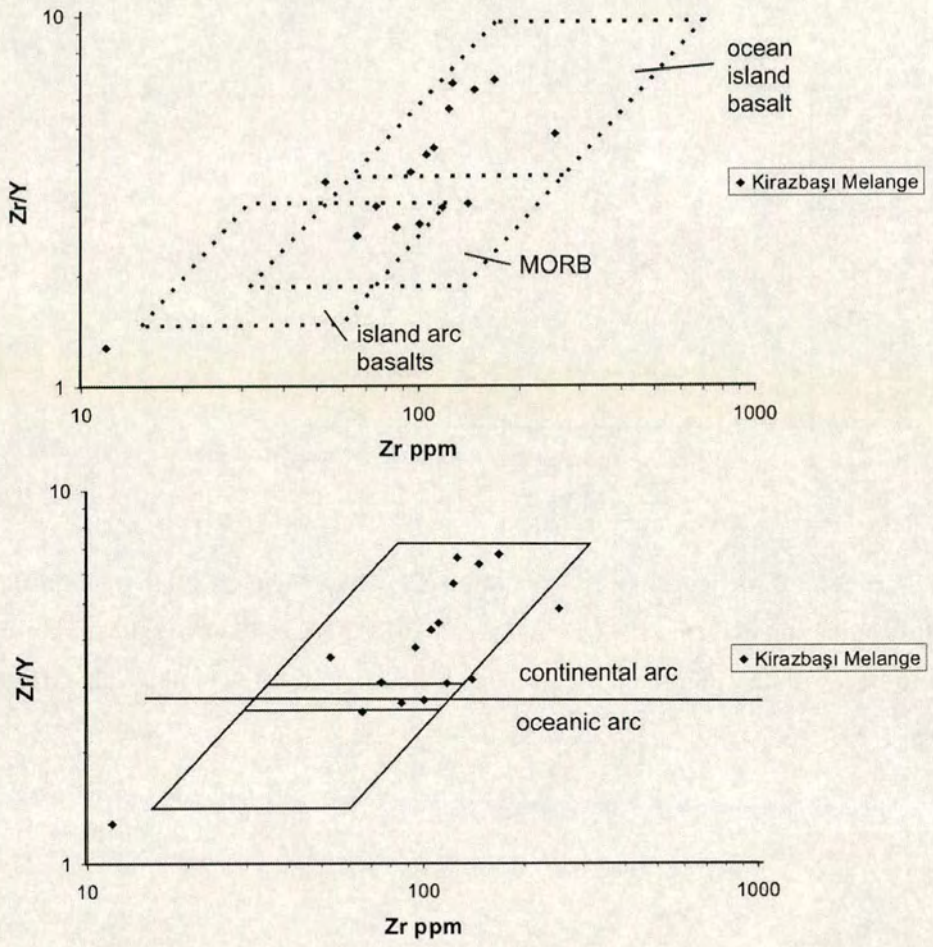 10
ocean
island
basalt
Zr/Y
Kirazbaşı Melange
MORB
island arc
basalts
1
10
100
1000
Zr ppm
10
Zr/Y
Kirazbaşı Melange
continental arc
oceanic arc
1
10
100
1000
Zr ppm